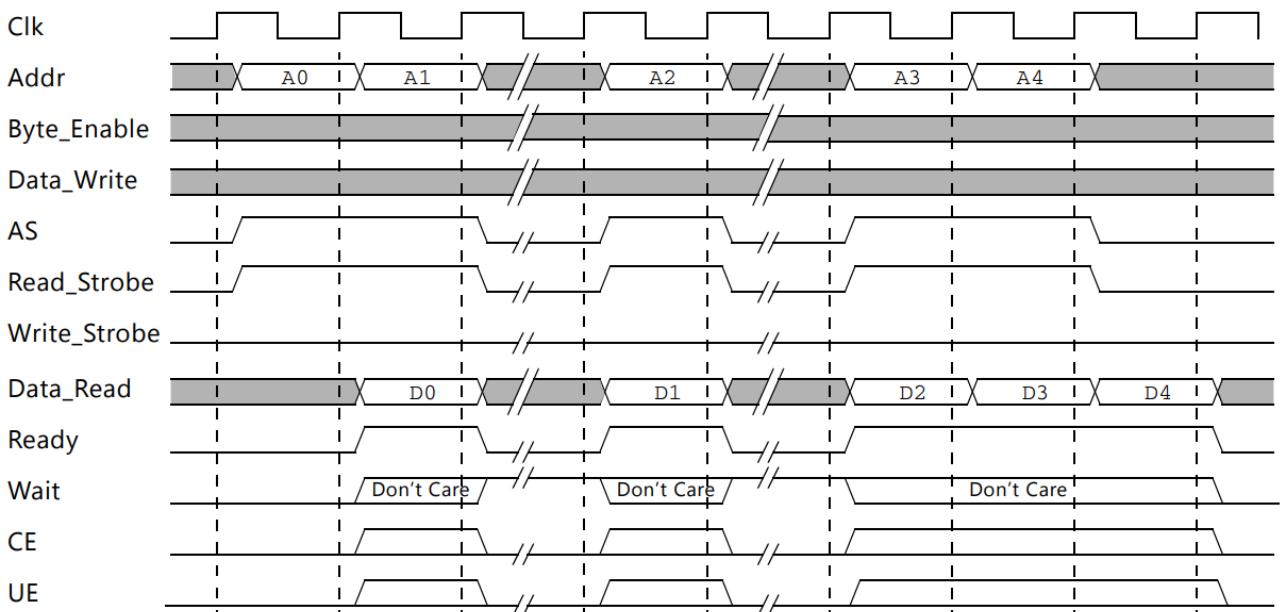 Clk
Addr A0 A1 A2 A3 A4
Byte_Enable
Data_Write
AS
Read_Strobe
Write_Strobe
Data_Read D0 D1 D2 D3 D4
Ready
Wait Don't Care Don't Care Don't Care
CE
UE